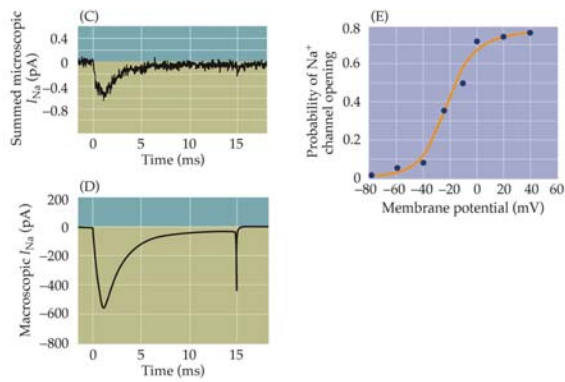 (C)
Summed microscopic
I Na (pA)
0.4
0
−0.4
−0.8
0 5 10 15
Time (ms)
(D)
Macroscopic I Na (pA)
200
0
−200
−400
−600
−800
0 5 10 15
Time (ms)
(E)
Probability of Na+
channel opening
0.8
0.6
0.4
0.2
0
−80 −60 −40 −20 0 20 40 60
Membrane potential (mV)